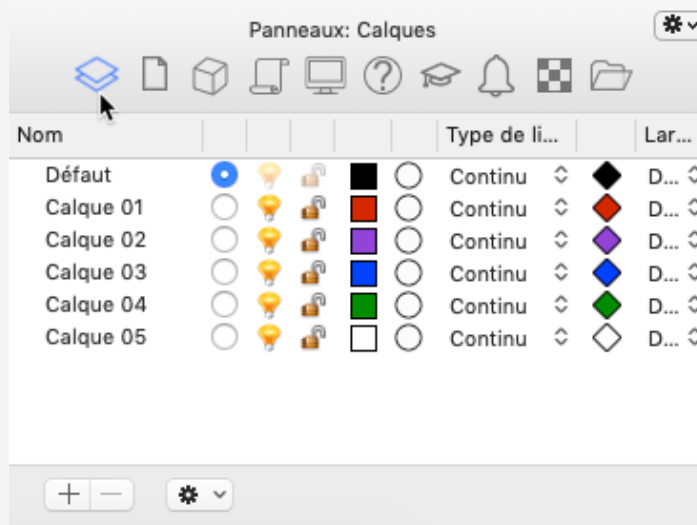 Panneaux: Calques
Nom Type de li... Lar...
Défaut Continu D...
Calque 01 Continu D...
Calque 02 Continu D...
Calque 03 Continu D...
Calque 04 Continu D...
Calque 05 Continu D...